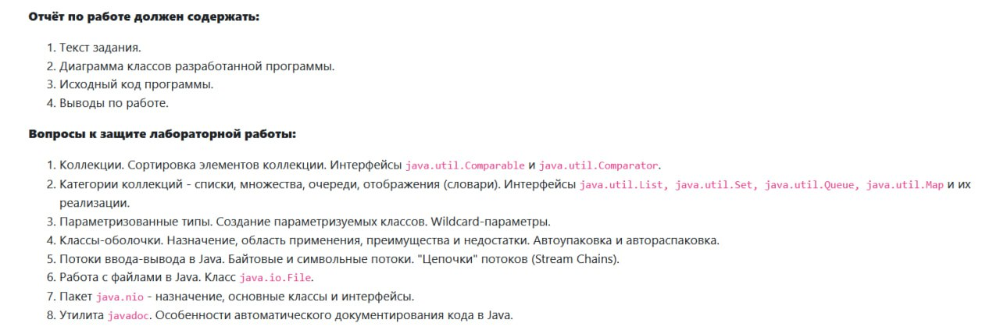 Отчёт по работе должен содержать:
1. Текст задания.
2. Диаграмма классов разработанной программы.
3. Исходный код программы.
4. Выводы по работе.
Вопросы к защите лабораторной работы:
1. Коллекции. Сортировка элементов коллекции. Интерфейсы java.util.Comparable и java.util.Comparator.
2. Категории коллекций - списки, множества, очереди, отображения (словари). Интерфейсы java.util.List, java.util.Set, java.util.Queue, java.util.Map и их
реализации.
3. Параметризованные типы. Создание параметризуемых классов. Wildcard-параметры.
4. Классы-оболочки. Назначение, область применения, преимущества и недостатки. Автоупаковка и автораспаковка.
5. Потоки ввода-вывода в Java. Байтовые и символьные потоки. "Цепочки" потоков (Stream Chains).
6. Работа с файлами в Java. Класс java.io.File.
7. Пакет java.nio - назначение, основные классы и интерфейсы.
8. Утилита javadoc. Особенности автоматического документирования кода в Java.